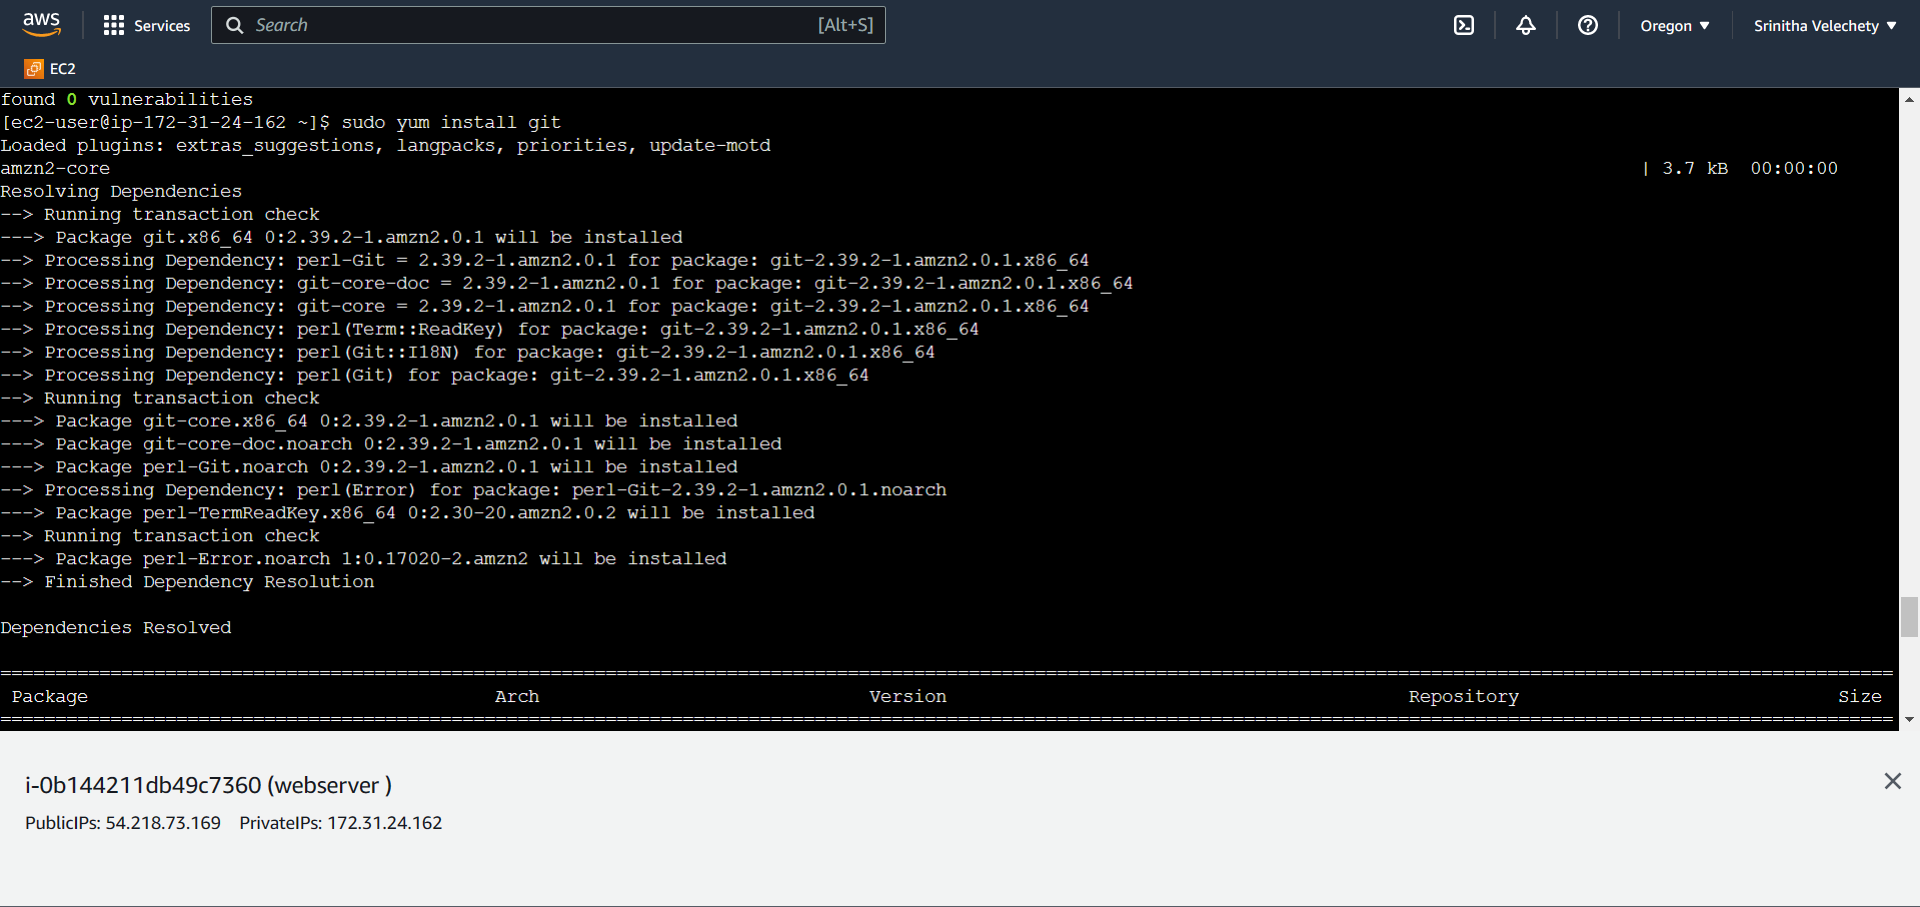 aws
Services
Search [Alt+S]
Oregon
Srinitha Velechety
EC2
found 0 vulnerabilities
[ec2-user@ip-172-31-24-162 ~]$ sudo yum install git
Loaded plugins: extras_suggestions, langpacks, priorities, update-motd
amzn2-core | 3.7 kB 00:00:00
Resolving Dependencies
--> Running transaction check
---> Package git.x86_64 0:2.39.2-1.amzn2.0.1 will be installed
--> Processing Dependency: perl-Git = 2.39.2-1.amzn2.0.1 for package: git-2.39.2-1.amzn2.0.1.x86_64
--> Processing Dependency: git-core-doc = 2.39.2-1.amzn2.0.1 for package: git-2.39.2-1.amzn2.0.1.x86_64
--> Processing Dependency: git-core = 2.39.2-1.amzn2.0.1 for package: git-2.39.2-1.amzn2.0.1.x86_64
--> Processing Dependency: perl(Term::ReadKey) for package: git-2.39.2-1.amzn2.0.1.x86_64
--> Processing Dependency: perl(Git::I18N) for package: git-2.39.2-1.amzn2.0.1.x86_64
--> Processing Dependency: perl(Git) for package: git-2.39.2-1.amzn2.0.1.x86_64
--> Running transaction check
---> Package git-core.x86_64 0:2.39.2-1.amzn2.0.1 will be installed
---> Package git-core-doc.noarch 0:2.39.2-1.amzn2.0.1 will be installed
---> Package perl-Git.noarch 0:2.39.2-1.amzn2.0.1 will be installed
--> Processing Dependency: perl(Error) for package: perl-Git-2.39.2-1.amzn2.0.1.noarch
---> Package perl-TermReadKey.x86_64 0:2.30-20.amzn2.0.2 will be installed
--> Running transaction check
---> Package perl-Error.noarch 1:0.17020-2.amzn2 will be installed
--> Finished Dependency Resolution
Dependencies Resolved
Package Arch Version Repository Size
i-0b144211db49c7360 (webserver )
PublicIPs: 54.218.73.169 PrivateIPs: 172.31.24.162